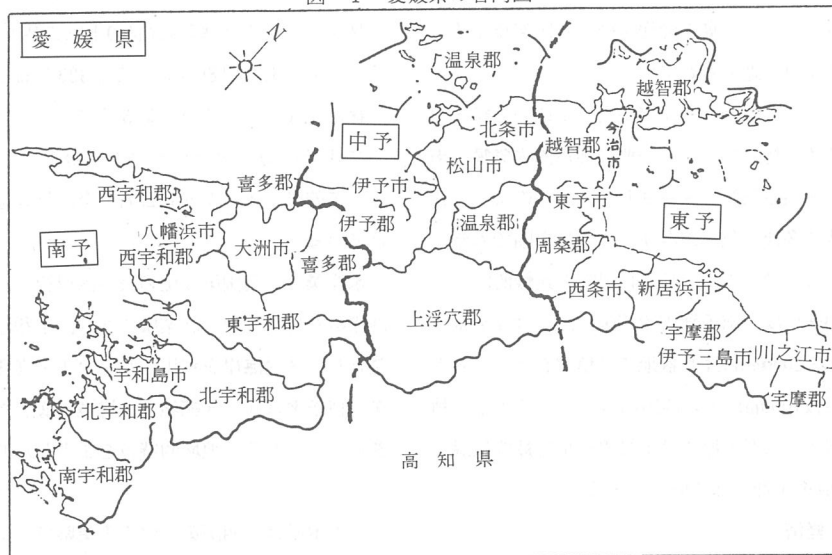 愛媛県
N
温泉郡
越智郡
中予
北条市
越智郡
今治市
松山市
西宇和郡
喜多郡
伊予市
東予市
八幡浜市
伊予郡
温泉郡
東予
南予
大洲市
周桑郡
西宇和郡
喜多郡
西条市
新居浜市
東宇和郡
上浮穴郡
宇摩郡
伊予三島市
川之江市
宇和島市
北宇和郡
宇摩郡
北宇和郡
高知県
南宇和郡